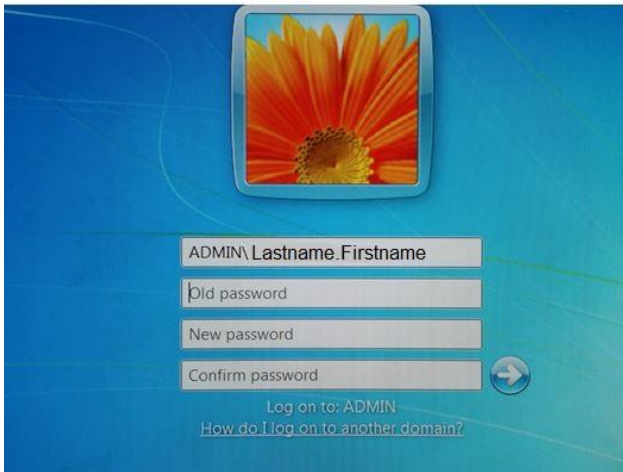 ADMIN\ Lastname.Firstname
Old password
New password
Confirm password
Log on to: ADMIN
How do I log on to another domain?